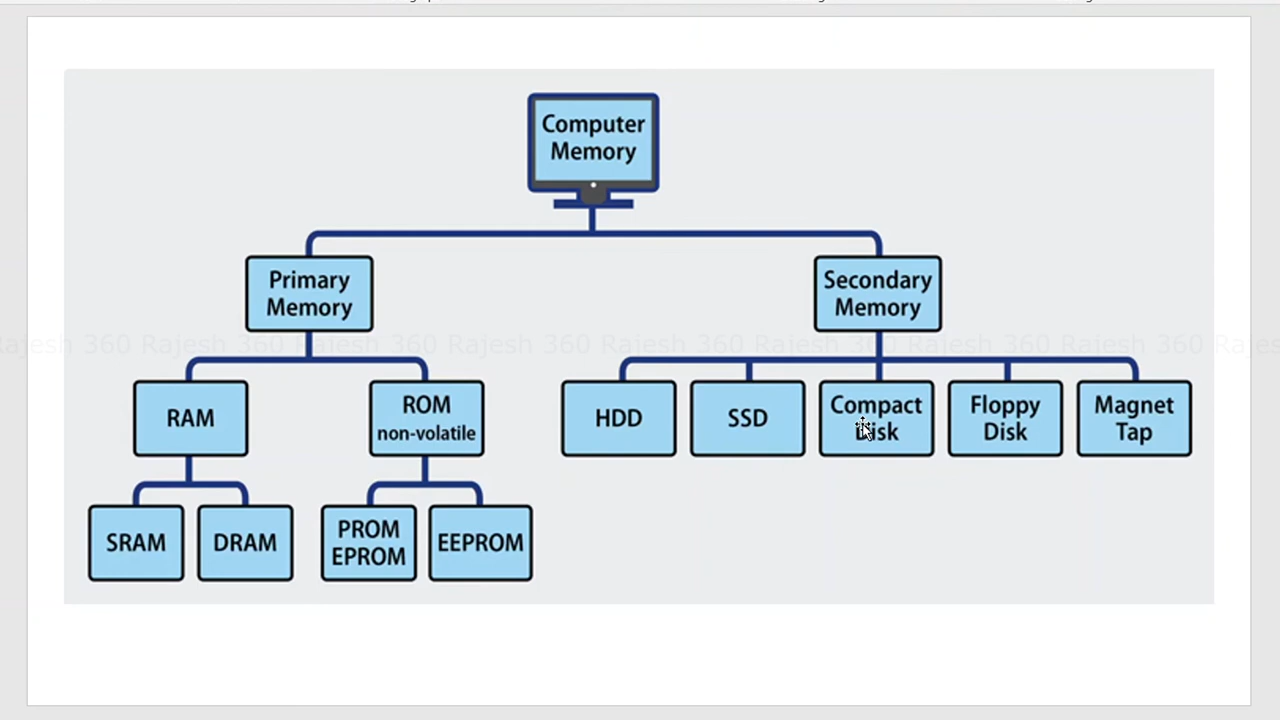 Computer
Memory
Primary
Memory
Secondary
Memory
Rajesh 360 Rajesh 360 Rajesh 360 Rajesh 360 Rajesh 360 Rajesh 360 Rajesh 360 Rajesh 360
RAM
ROM
non-volatile
HDD
SSD
Compact
Disk
Floppy
Disk
Magnet
Tap
SRAM
DRAM
PROM
EPROM
EEPROM